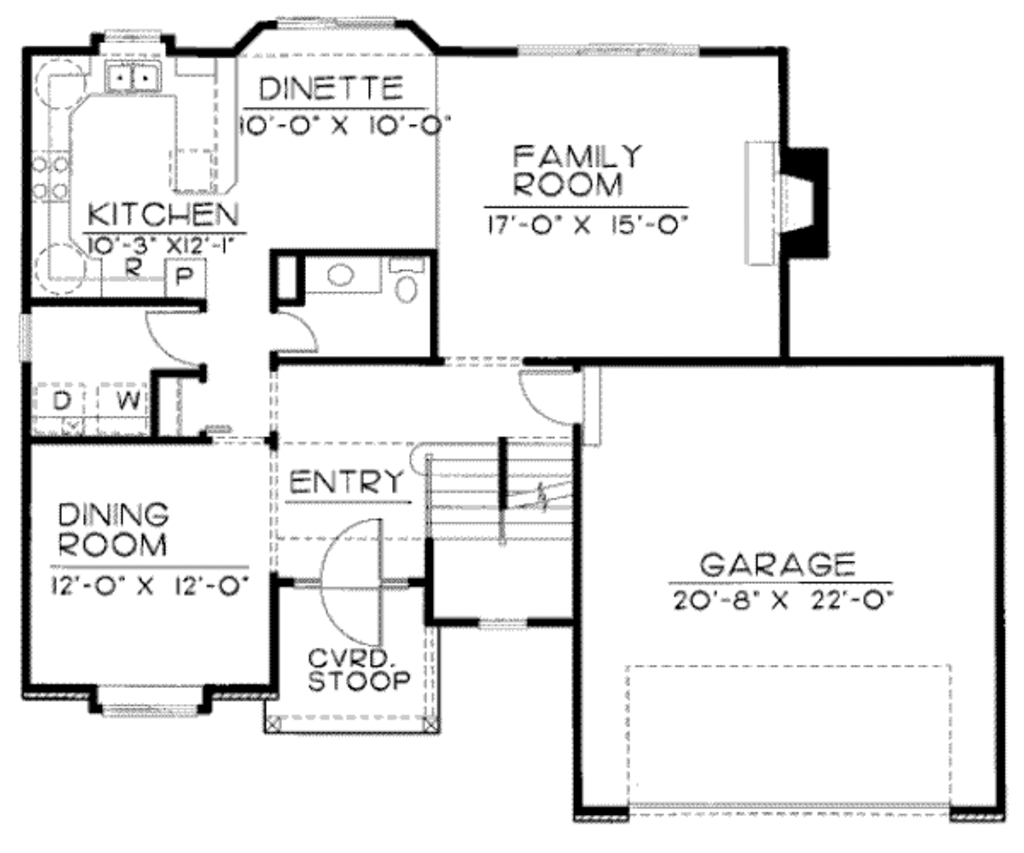 DINETTE
10'-0" X 10'-0"
FAMILY
ROOM
17'-0" X 15'-0"
KITCHEN
10'-3" X12'-1"
R
P
D
W
ENTRY
DINING
ROOM
12'-0" X 12'-0"
GARAGE
20'-8" X 22'-0"
CVRD.
STOOP